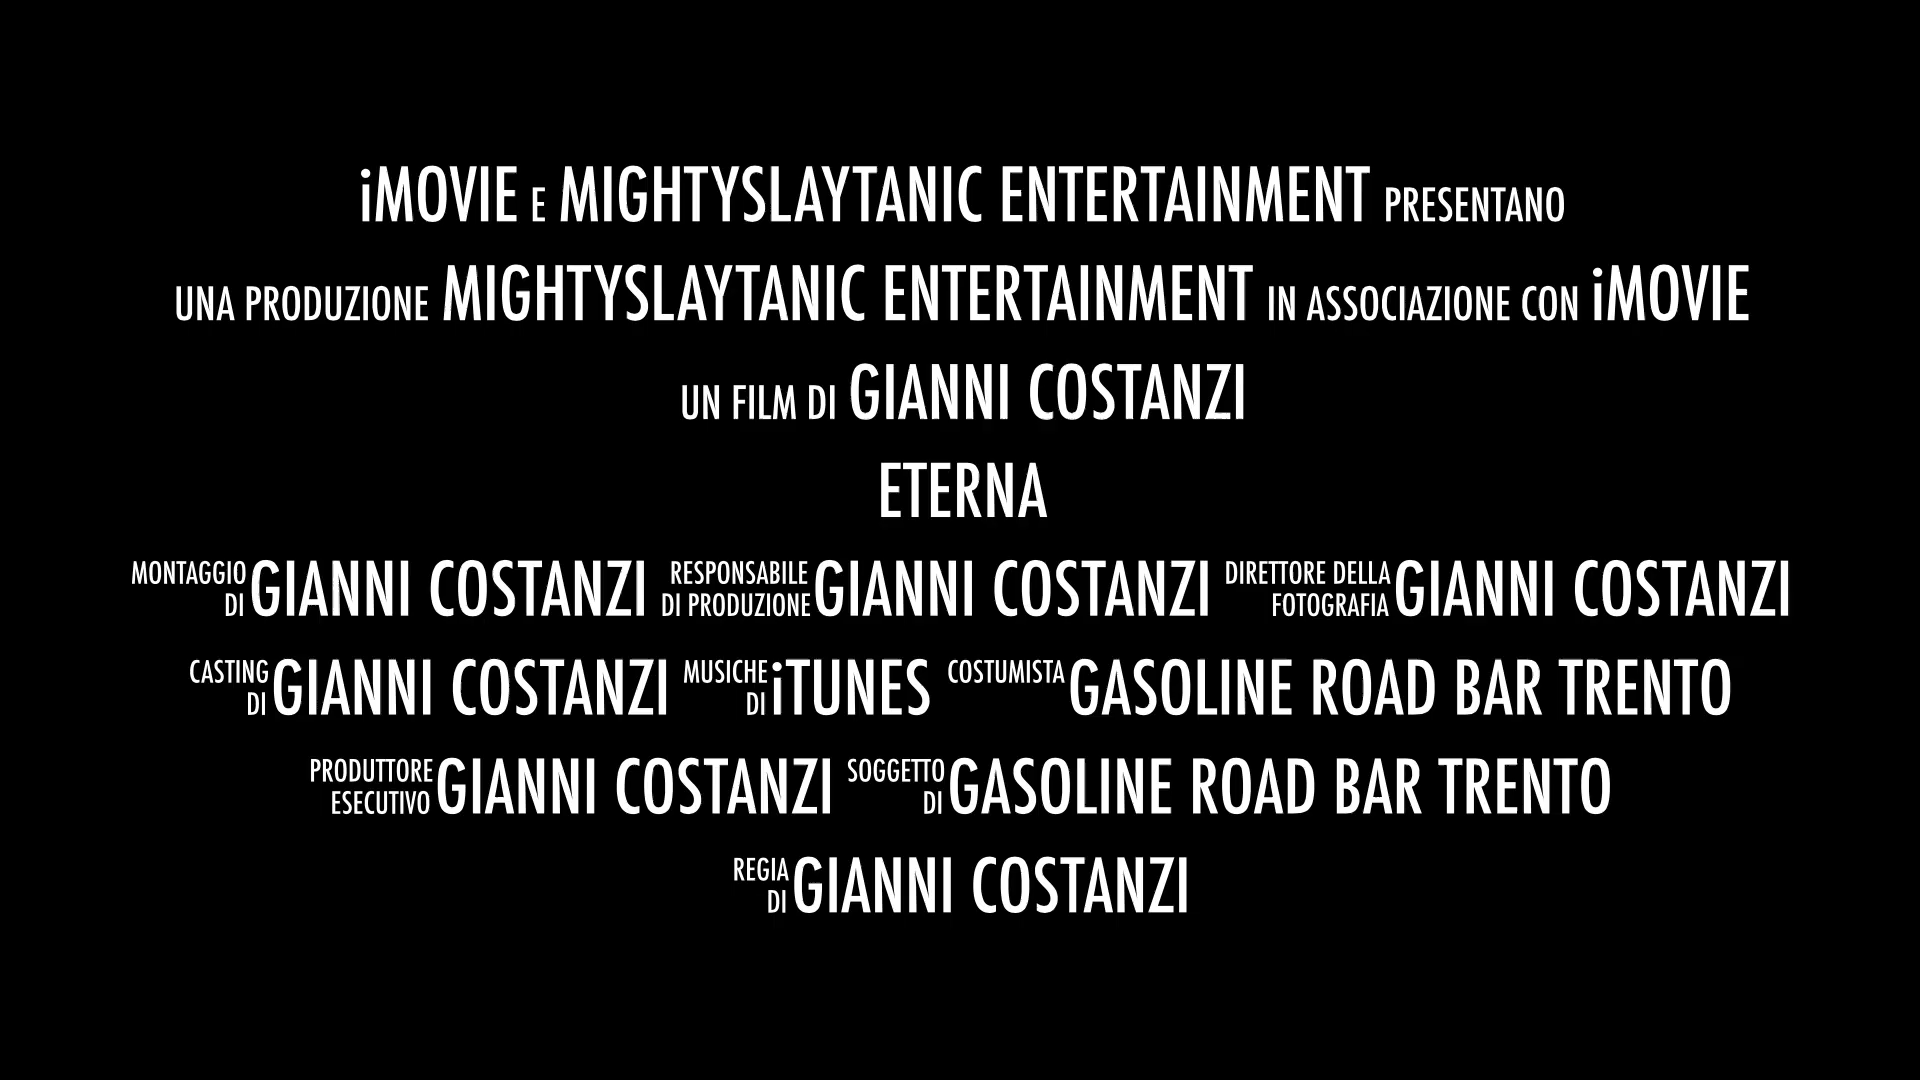 iMOVIE E MIGHTYSLAYTANIC ENTERTAINMENT PRESENTANO
UNA PRODUZIONE MIGHTYSLAYTANIC ENTERTAINMENT IN ASSOCIAZIONE CON iMOVIE
UN FILM DI GIANNI COSTANZI
ETERNA
MONTAGGIO DI GIANNI COSTANZI RESPONSABILE DI PRODUZIONE GIANNI COSTANZI DIRETTORE DELLA FOTOGRAFIA GIANNI COSTANZI
CASTING DI GIANNI COSTANZI MUSICHE DI iTUNES COSTUMISTA GASOLINE ROAD BAR TRENTO
PRODUTTORE ESECUTIVO GIANNI COSTANZI SOGGETTO DI GASOLINE ROAD BAR TRENTO
REGIA DI GIANNI COSTANZI